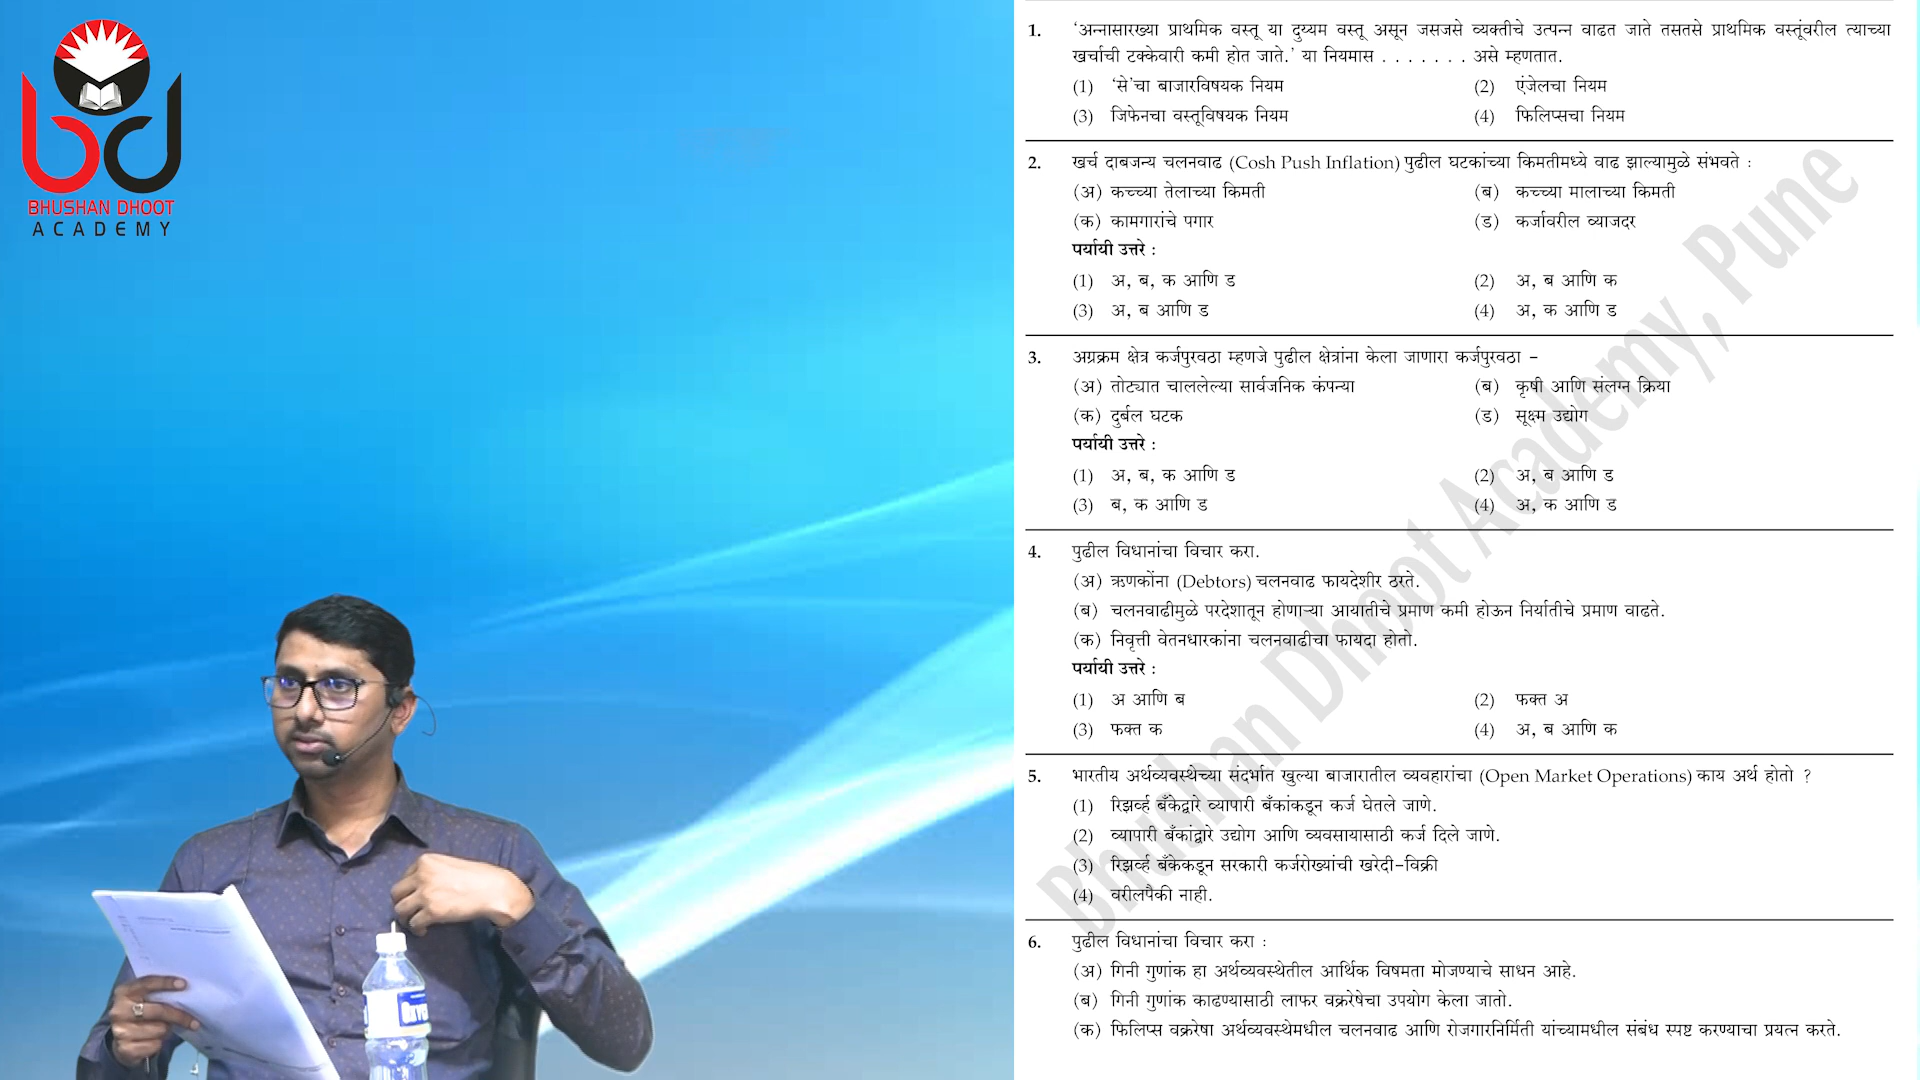 BHUSHAN DHOOT
ACADEMY
1. 'अन्नासारख्या प्राथमिक वस्तू या दुय्यम वस्तू असून जसजसे व्यक्तीचे उत्पन्न वाढत जाते तसतसे प्राथमिक वस्तूंवरील त्याच्या
खर्चाची टक्केवारी कमी होत जाते.' या नियमास . . . . . . . असे म्हणतात.
(1) 'से'चा बाजारविषयक नियम (2) एंजेलचा नियम
(3) जिफेनचा वस्तूविषयक नियम (4) फिलिप्सचा नियम
2. खर्च दाबजन्य चलनवाढ (Cosh Push Inflation) पुढील घटकांच्या किमतीमध्ये वाढ झाल्यामुळे संभवते :
(अ) कच्च्या तेलाच्या किमती (ब) कच्च्या मालाच्या किमती
(क) कामगारांचे पगार (ड) कर्जावरील व्याजदर
पर्यायी उत्तरे :
(1) अ, ब, क आणि ड (2) अ, ब आणि क
(3) अ, ब आणि ड (4) अ, क आणि ड
3. अग्रक्रम क्षेत्र कर्जपुरवठा म्हणजे पुढील क्षेत्रांना केला जाणारा कर्जपुरवठा -
(अ) तोट्यात चाललेल्या सार्वजनिक कंपन्या (ब) कृषी आणि संलग्न क्रिया
(क) दुर्बल घटक (ड) सूक्ष्म उद्योग
पर्यायी उत्तरे :
(1) अ, ब, क आणि ड (2) अ, ब आणि ड
(3) ब, क आणि ड (4) अ, क आणि ड
4. पुढील विधानांचा विचार करा.
(अ) ऋणकोंना (Debtors) चलनवाढ फायदेशीर ठरते.
(ब) चलनवाढीमुळे परदेशातून होणाऱ्या आयातीचे प्रमाण कमी होऊन निर्यातीचे प्रमाण वाढते.
(क) निवृत्ती वेतनधारकांना चलनवाढीचा फायदा होतो.
पर्यायी उत्तरे :
(1) अ आणि ब (2) फक्त अ
(3) फक्त क (4) अ, ब आणि क
5. भारतीय अर्थव्यवस्थेच्या संदर्भात खुल्या बाजारातील व्यवहारांचा (Open Market Operations) काय अर्थ होतो ?
(1) रिझर्व्ह बँकेद्वारे व्यापारी बँकांकडून कर्ज घेतले जाणे.
(2) व्यापारी बँकांद्वारे उद्योग आणि व्यवसायासाठी कर्ज दिले जाणे.
(3) रिझर्व्ह बँकेकडून सरकारी कर्जरोख्यांची खरेदी-विक्री
(4) वरीलपैकी नाही.
6. पुढील विधानांचा विचार करा :
(अ) गिनी गुणांक हा अर्थव्यवस्थेतील आर्थिक विषमता मोजण्याचे साधन आहे.
(ब) गिनी गुणांक काढण्यासाठी लाफर वक्ररेषेचा उपयोग केला जातो.
(क) फिलिप्स वक्ररेषा अर्थव्यवस्थेमधील चलनवाढ आणि रोजगारनिर्मिती यांच्यामधील संबंध स्पष्ट करण्याचा प्रयत्न करते.
Bhushan Dhoot Academy, Pune